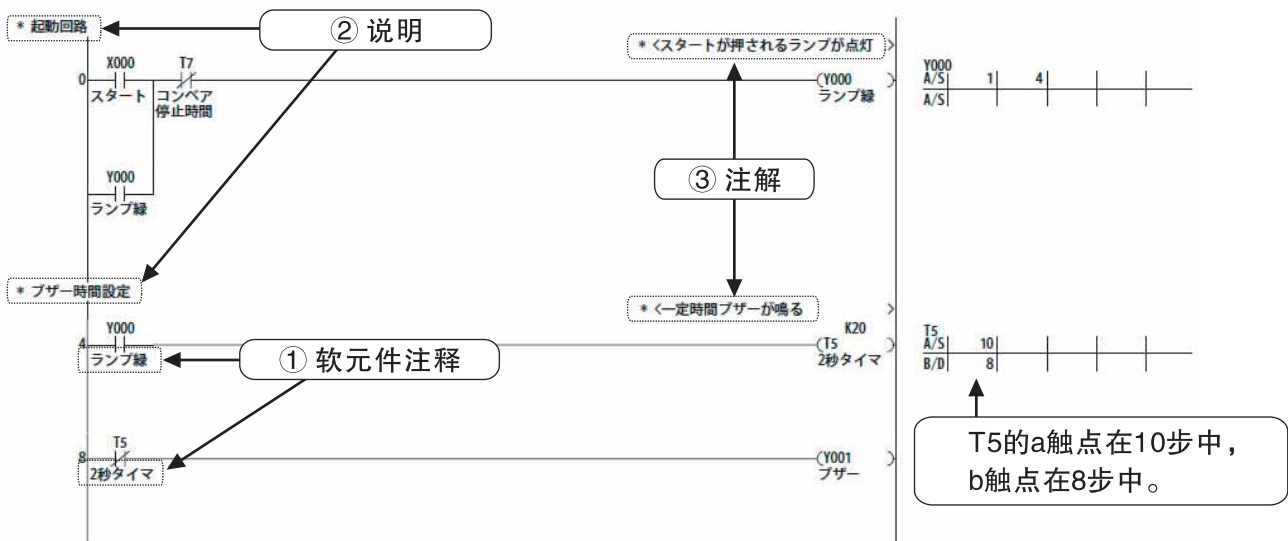 * 起動回路
② 说明
* <スタートが押されるランプが点灯 >
X000
T7
0
スタート
コンベア
停止時間
(Y000 )
ランプ緑
Y000
A/S 1 4
A/S
Y000
ランプ緑
③ 注解
* ブザー時間設定
* <一定時間ブザーが鳴る >
Y000
4
ランプ緑
① 软元件注释
K20
(T5 )
2秒タイマ
T5
A/S 10
B/D 8
T5
8
2秒タイマ
(Y001 )
ブザー
T5的a触点在10步中，
b触点在8步中。